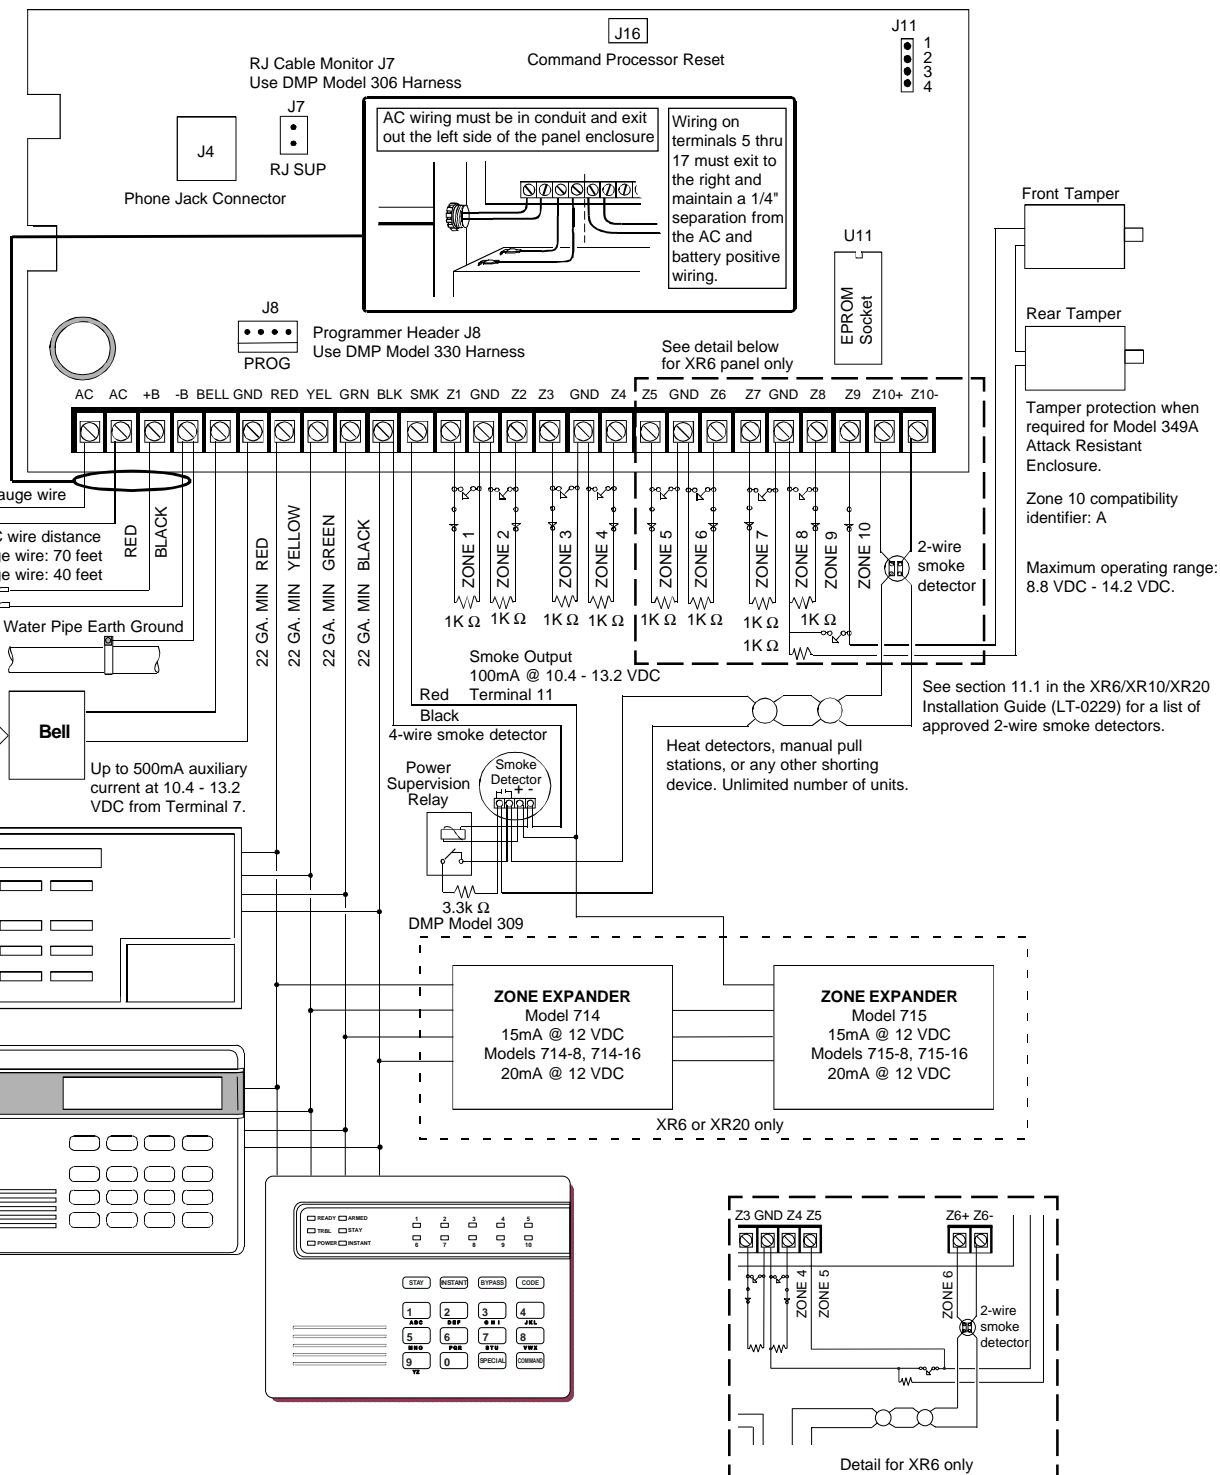 J16
Command Processor Reset
J11
1
2
3
4
RJ Cable Monitor J7
Use DMP Model 306 Harness
J7
RJ SUP
J4
Phone Jack Connector
AC wiring must be in conduit and exit
out the left side of the panel enclosure
Wiring on
terminals 5 thru
17 must exit to
the right and
maintain a 1/4"
separation from
the AC and
battery positive
wiring.
U11
EPROM
Socket
Front Tamper
Rear Tamper
Tamper protection when
required for Model 349A
Attack Resistant
Enclosure.
Zone 10 compatibility
identifier: A
Maximum operating range:
8.8 VDC - 14.2 VDC.
J8
PROG
Programmer Header J8
Use DMP Model 330 Harness
See detail below
for XR6 panel only
AC AC +B -B BELL GND RED YEL GRN BLK SMK Z1 GND Z2 Z3 GND Z4 Z5 GND Z6 Z7 GND Z8 Z9 Z10+ Z10-
auge wire
C wire distance
ge wire: 70 feet
ge wire: 40 feet
RED
BLACK
22 GA. MIN RED
22 GA. MIN YELLOW
22 GA. MIN GREEN
22 GA. MIN BLACK
ZONE 1
ZONE 2
ZONE 3
ZONE 4
ZONE 5
ZONE 6
ZONE 7
ZONE 8
ZONE 9
ZONE 10
2-wire
smoke
detector
1K Ω 1K Ω 1K Ω 1K Ω 1K Ω 1K Ω 1K Ω 1K Ω
1K Ω
Water Pipe Earth Ground
Bell
Up to 500mA auxiliary
current at 10.4 - 13.2
VDC from Terminal 7.
Smoke Output
100mA @ 10.4 - 13.2 VDC
Terminal 11
Red
Black
4-wire smoke detector
Power
Supervision
Relay
Smoke
Detector
+ -
3.3k Ω
DMP Model 309
Heat detectors, manual pull
stations, or any other shorting
device. Unlimited number of units.
See section 11.1 in the XR6/XR10/XR20
Installation Guide (LT-0229) for a list of
approved 2-wire smoke detectors.
ZONE EXPANDER
Model 714
15mA @ 12 VDC
Models 714-8, 714-16
20mA @ 12 VDC
ZONE EXPANDER
Model 715
15mA @ 12 VDC
Models 715-8, 715-16
20mA @ 12 VDC
XR6 or XR20 only
READY ARMED
TRBL STAY
POWER INSTANT
1 2 3 4 5
6 7 8 9 10
STAY INSTANT BYPASS CODE
1 2 3 4
ABC DEF GHI JKL
5 6 7 8
MNO PQR STU VWX
9 0 SPECIAL COMMAND
YZ
Z3 GND Z4 Z5
Z6+ Z6-
ZONE 4
ZONE 5
ZONE 6
2-wire
smoke
detector
Detail for XR6 only